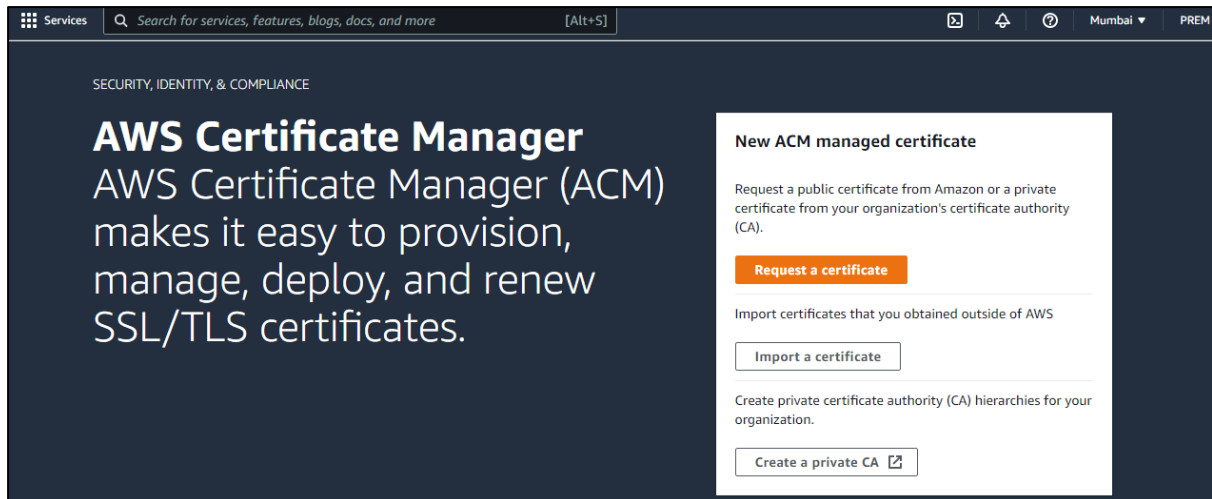 Services
Search for services, features, blogs, docs, and more
[Alt+S]
Mumbai
PREM
SECURITY, IDENTITY, & COMPLIANCE
AWS Certificate Manager
AWS Certificate Manager (ACM)
makes it easy to provision,
manage, deploy, and renew
SSL/TLS certificates.
New ACM managed certificate
Request a public certificate from Amazon or a private
certificate from your organization's certificate authority
(CA).
Request a certificate
Import certificates that you obtained outside of AWS
Import a certificate
Create private certificate authority (CA) hierarchies for your
organization.
Create a private CA